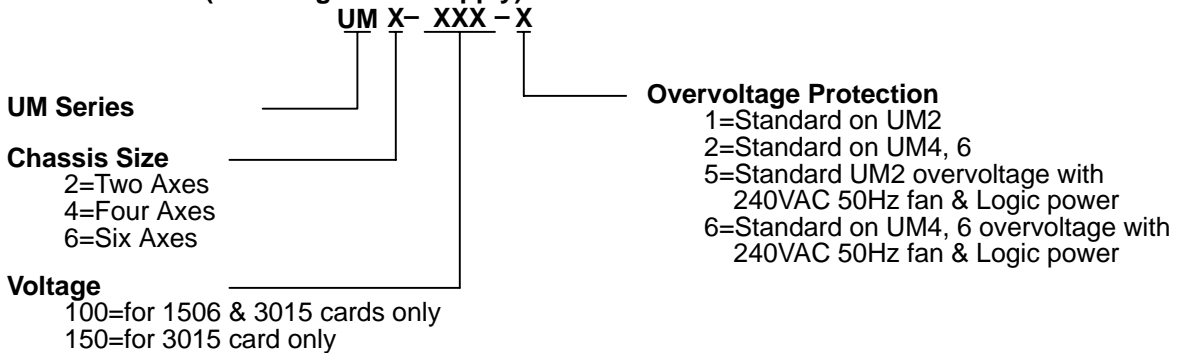 UM X– XXX – X
UM Series
Chassis Size
2=Two Axes
4=Four Axes
6=Six Axes
Voltage
100=for 1506 & 3015 cards only
150=for 3015 card only
Overvoltage Protection
1=Standard on UM2
2=Standard on UM4, 6
5=Standard UM2 overvoltage with
240VAC 50Hz fan & Logic power
6=Standard on UM4, 6 overvoltage with
240VAC 50Hz fan & Logic power